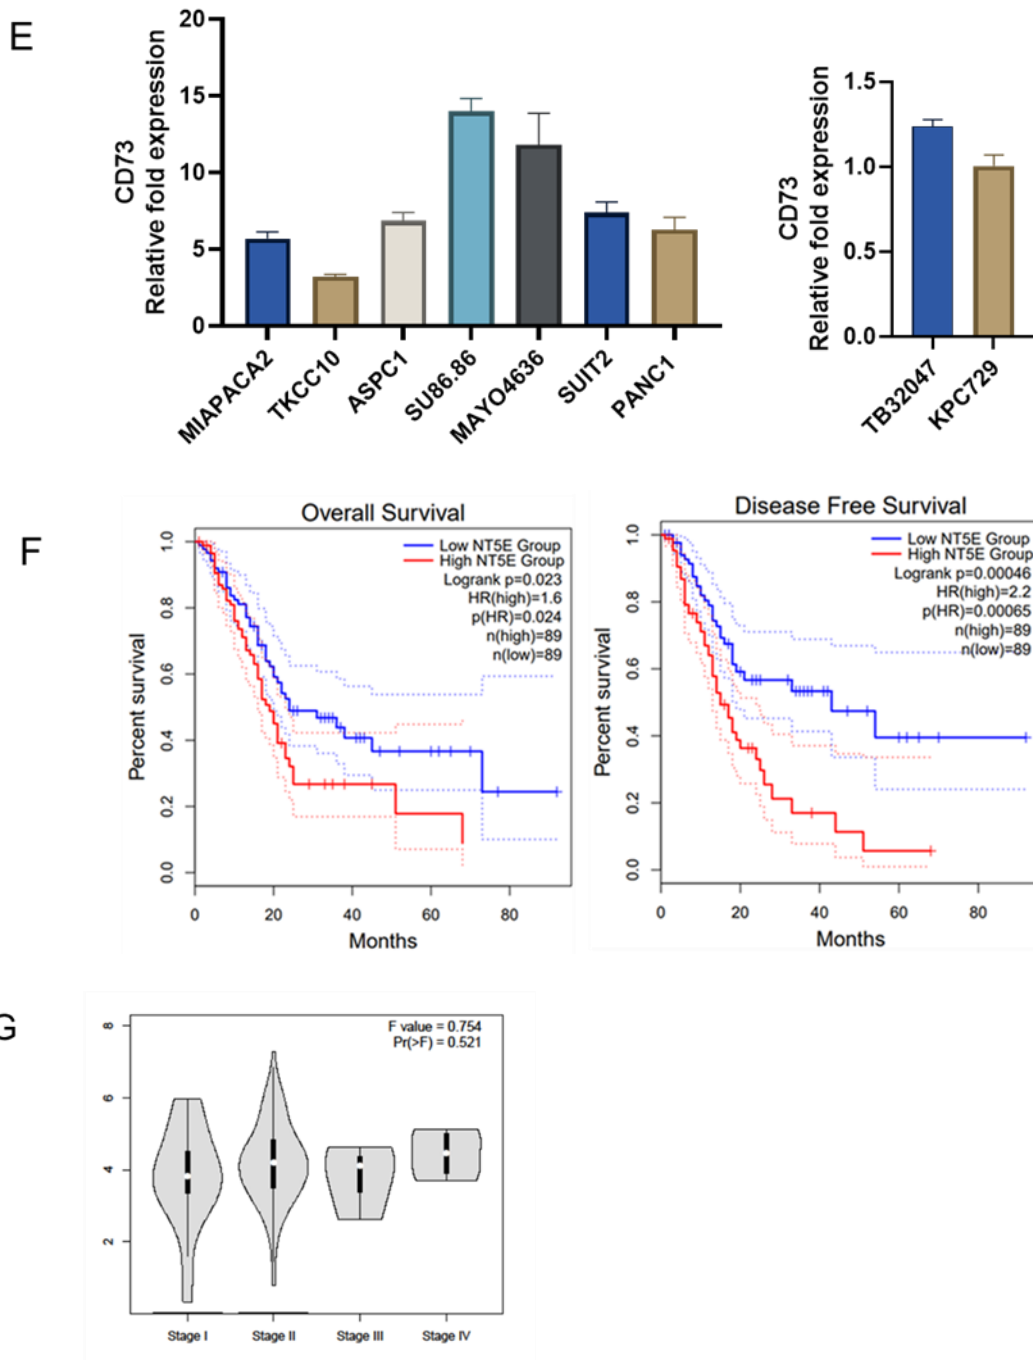 E
CD73
Relative fold expression
20
15
10
5
0
MIAPACA2
TKCC10
ASPC1
SU86.86
MAYO4636
SUIT2
PANC1
CD73
Relative fold expression
1.5
1.0
0.5
0.0
TB32047
KPC729
F
Overall Survival
Low NT5E Group
High NT5E Group
Logrank p=0.023
HR(high)=1.6
p(HR)=0.024
n(high)=89
n(low)=89
Percent survival
1.0
0.8
0.6
0.4
0.2
0.0
0 20 40 60 80
Months
Disease Free Survival
Low NT5E Group
High NT5E Group
Logrank p=0.00046
HR(high)=2.2
p(HR)=0.00065
n(high)=89
n(low)=89
Percent survival
1.0
0.8
0.6
0.4
0.2
0.0
0 20 40 60 80
Months
G
F value = 0.754
Pr(>F) = 0.521
8
6
4
2
Stage I Stage II Stage III Stage IV